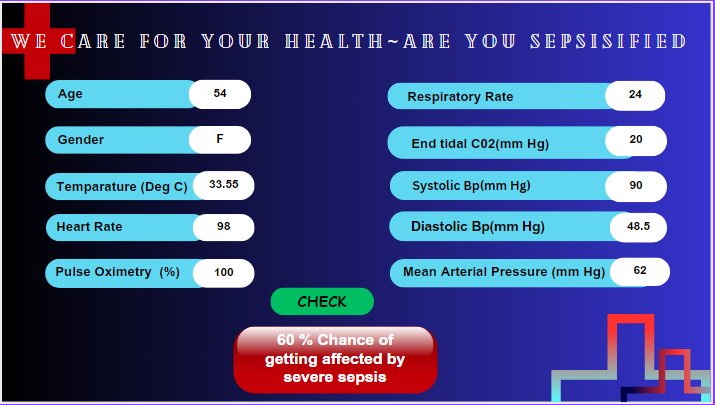 WE CARE FOR YOUR HEALTH~ARE YOU SEPSISIFIED
Age 54
Gender F
Temparature (Deg C) 33.55
Heart Rate 98
Pulse Oximetry (%) 100
Respiratory Rate 24
End tidal C02(mm Hg) 20
Systolic Bp(mm Hg) 90
Diastolic Bp(mm Hg) 48.5
Mean Arterial Pressure (mm Hg) 62
CHECK
60 % Chance of
getting affected by
severe sepsis